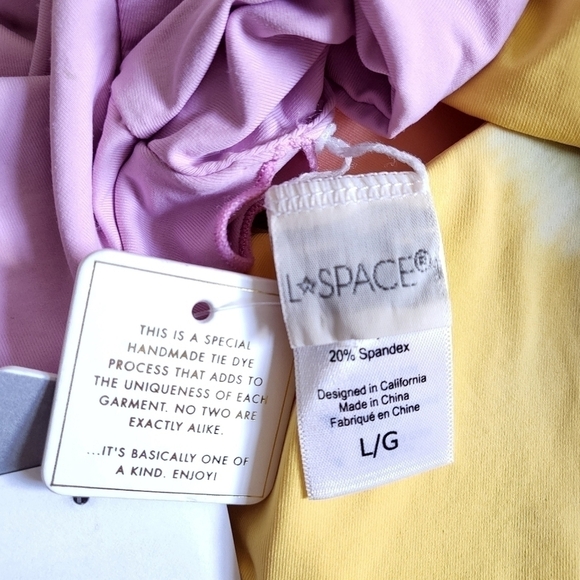 L★SPACE®
20% Spandex
Designed in California
Made in China
Fabriqué en Chine
L/G
THIS IS A SPECIAL
HANDMADE TIE DYE
PROCESS THAT ADDS TO
THE UNIQUENESS OF EACH
GARMENT. NO TWO ARE
EXACTLY ALIKE.
...IT'S BASICALLY ONE OF
A KIND. ENJOY!